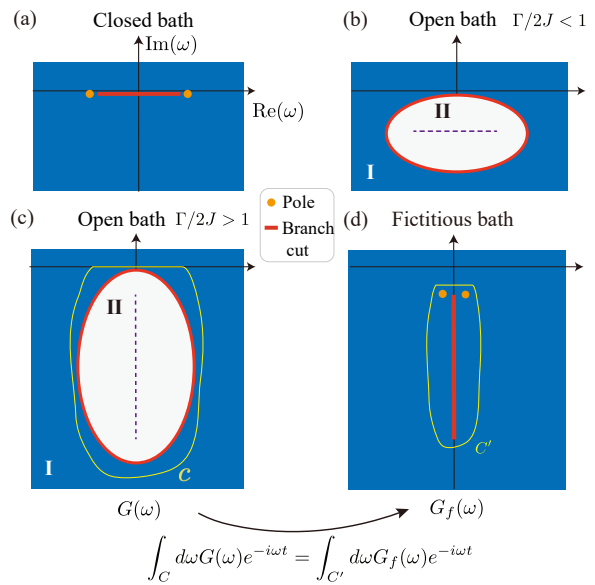 (a) Closed bath
Im(ω)
Re(ω)
(b) Open bath Γ/2J < 1
II
I
Pole
Branch
cut
(c) Open bath Γ/2J > 1
II
I
C
(d) Fictitious bath
C′
G(ω)
G_f(ω)
∫_C dωG(ω)e^{-iωt} = ∫_{C′} dωG_f(ω)e^{-iωt}